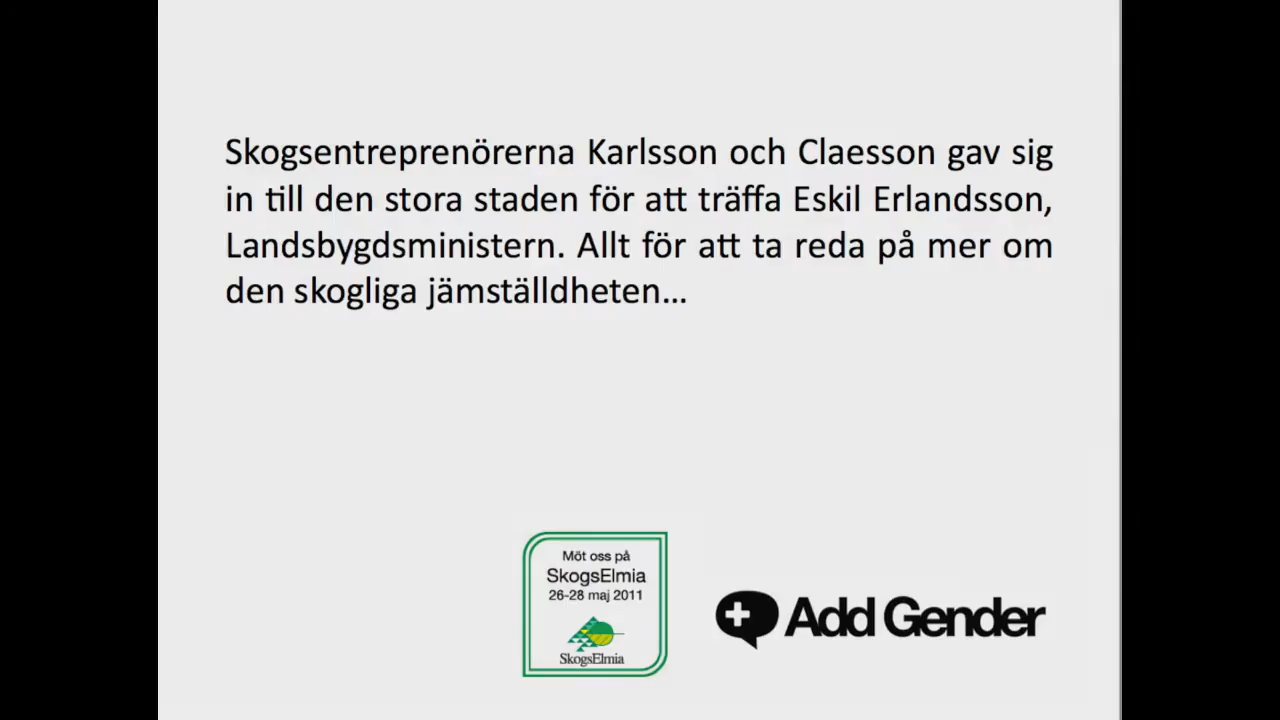 Skogsentreprenörerna Karlsson och Claesson gav sig
in till den stora staden för att träffa Eskil Erlandsson,
Landsbygdsministern. Allt för att ta reda på mer om
den skogliga jämställdheten...
Möt oss på
SkogsElmia
26-28 maj 2011
SkogsElmia
Add Gender